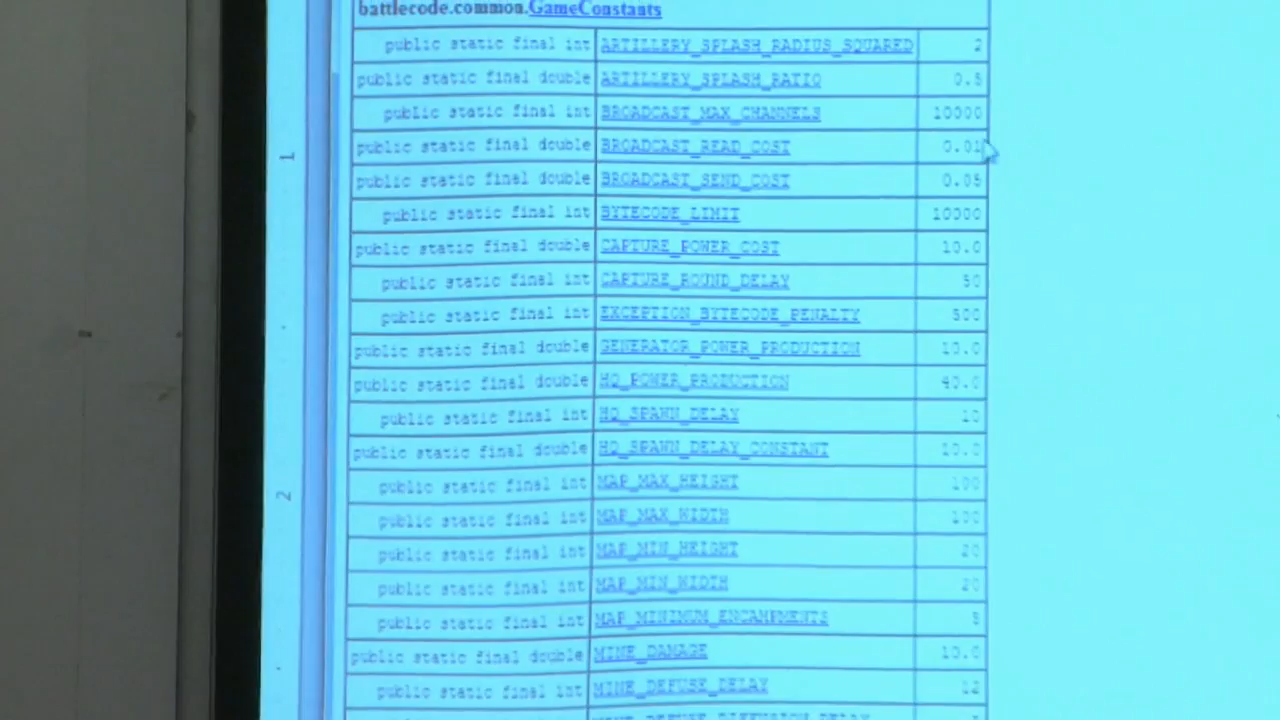 battlecode.common.GameConstants
public static final int ARTILLERY_SPLASH_RADIUS_SQUARED 2
public static final double ARTILLERY_SPLASH_RATIO 0.5
public static final int BROADCAST_MAX_CHANNELS 10000
public static final double BROADCAST_READ_COST 0.01
public static final double BROADCAST_SEND_COST 0.05
public static final int BYTECODE_LIMIT 10000
public static final double CAPTURE_POWER_COST 10.0
public static final int CAPTURE_ROUND_DELAY 50
public static final int EXCEPTION_BYTECODE_PENALTY 500
public static final double GENERATOR_POWER_PRODUCTION 10.0
public static final double HQ_POWER_PRODUCTION 40.0
public static final int HQ_SPAWN_DELAY 10
public static final double HQ_SPAWN_DELAY_CONSTANT 10.0
public static final int MAP_MAX_HEIGHT 100
public static final int MAP_MAX_WIDTH 100
public static final int MAP_MIN_HEIGHT 20
public static final int MAP_MIN_WIDTH 20
public static final int MAP_MINIMUM_ENCAMPMENTS 5
public static final double MINE_DAMAGE 10.0
public static final int MINE_DEFUSE_DELAY 12
1
2